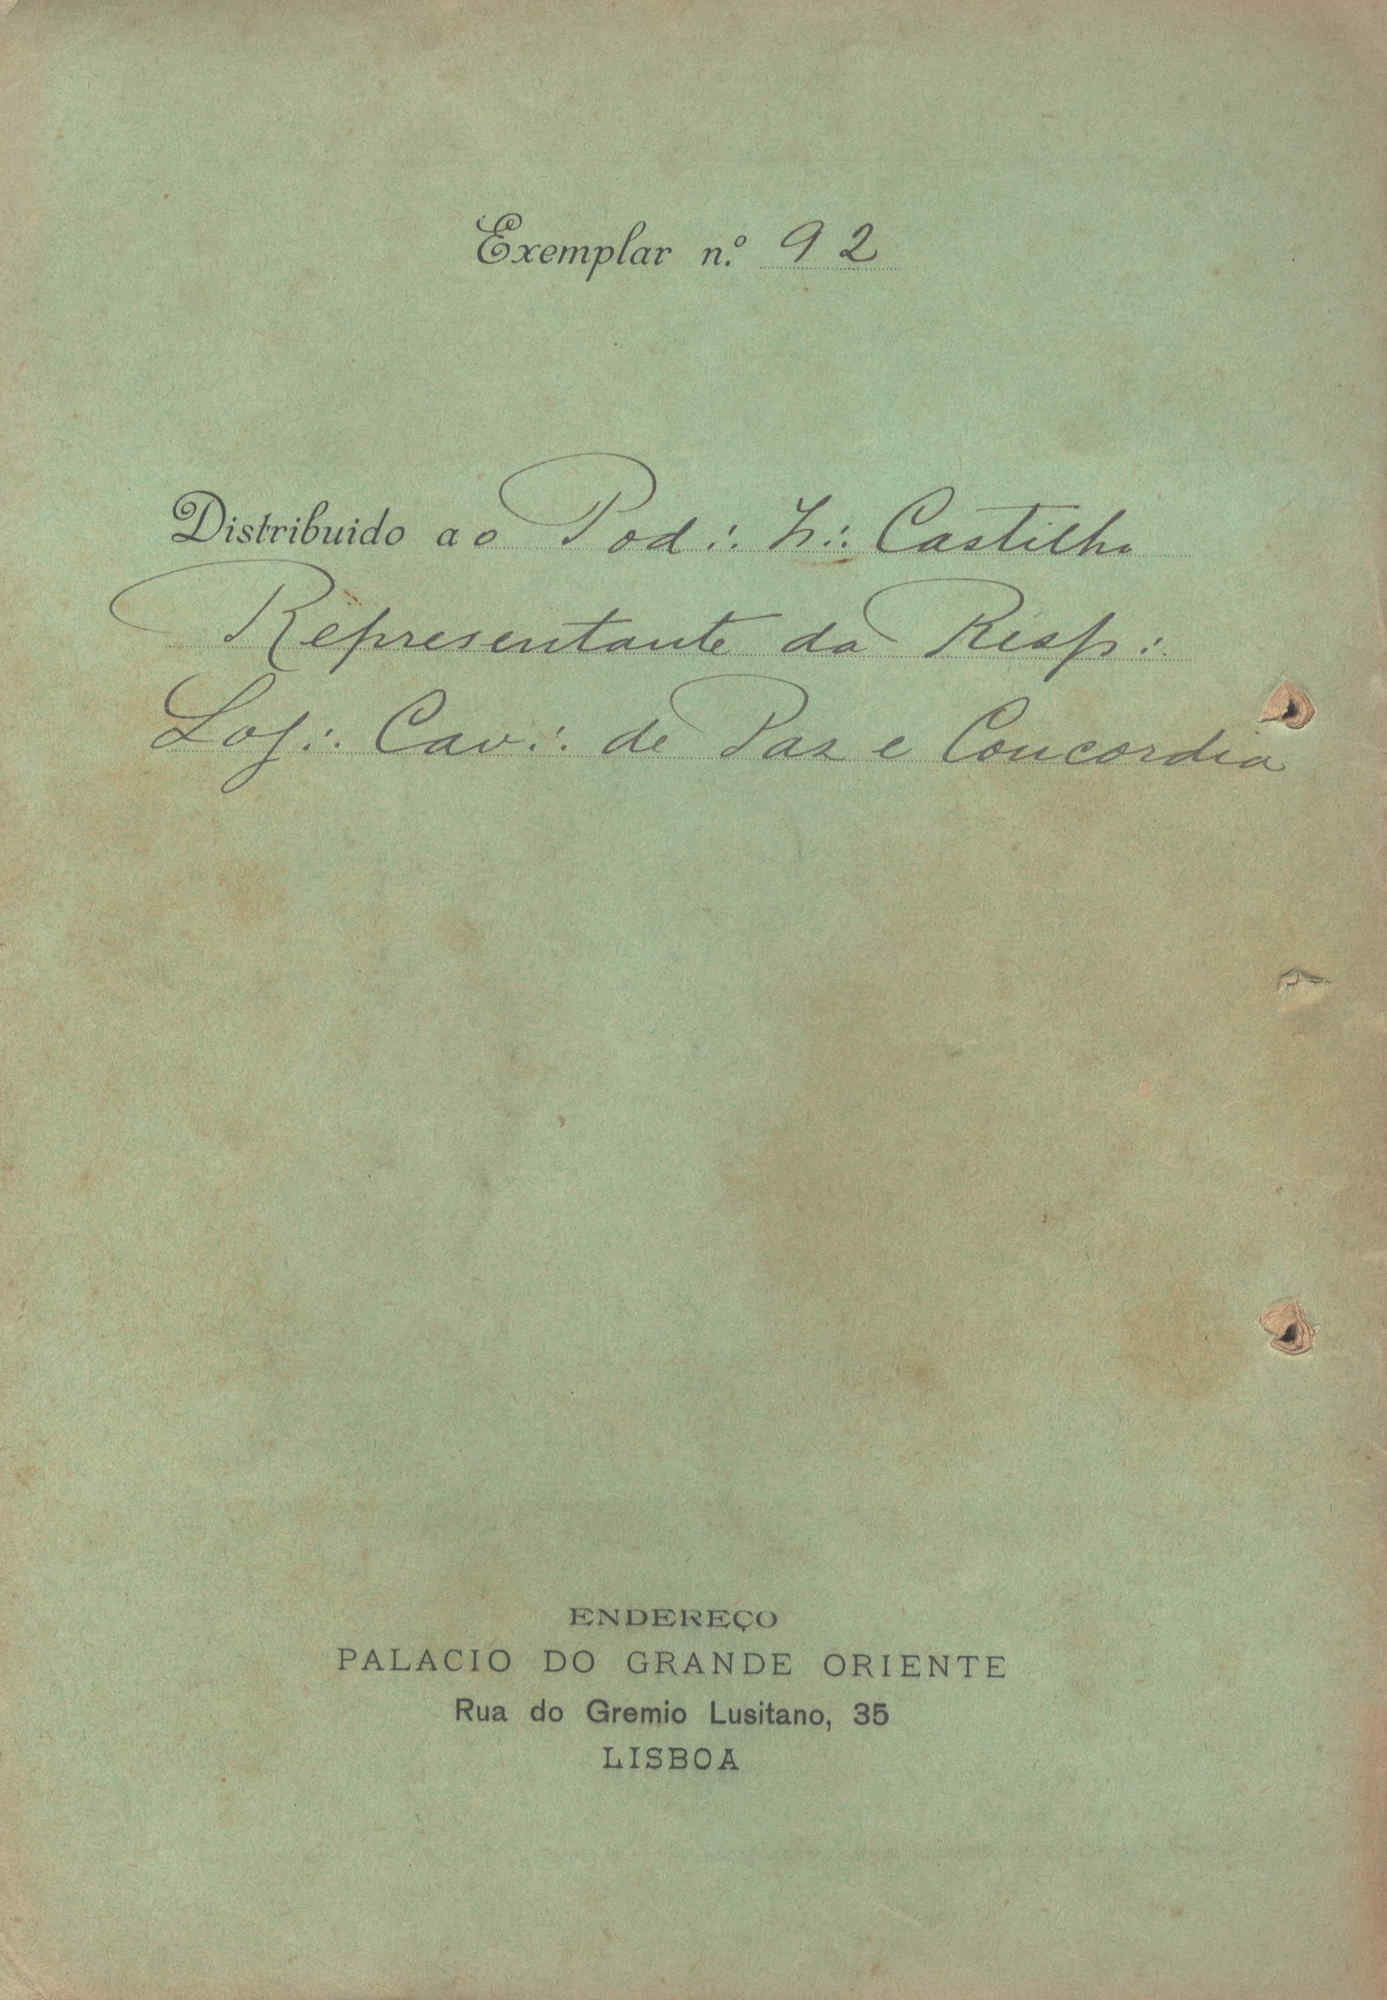 Exemplar n.º 92
Distribuido ao Pod∴ Ir∴ Castilho
Representante da Resp∴
Loj∴ Cav∴ de Paz e Concordia
ENDEREÇO
PALACIO DO GRANDE ORIENTE
Rua do Gremio Lusitano, 35
LISBOA